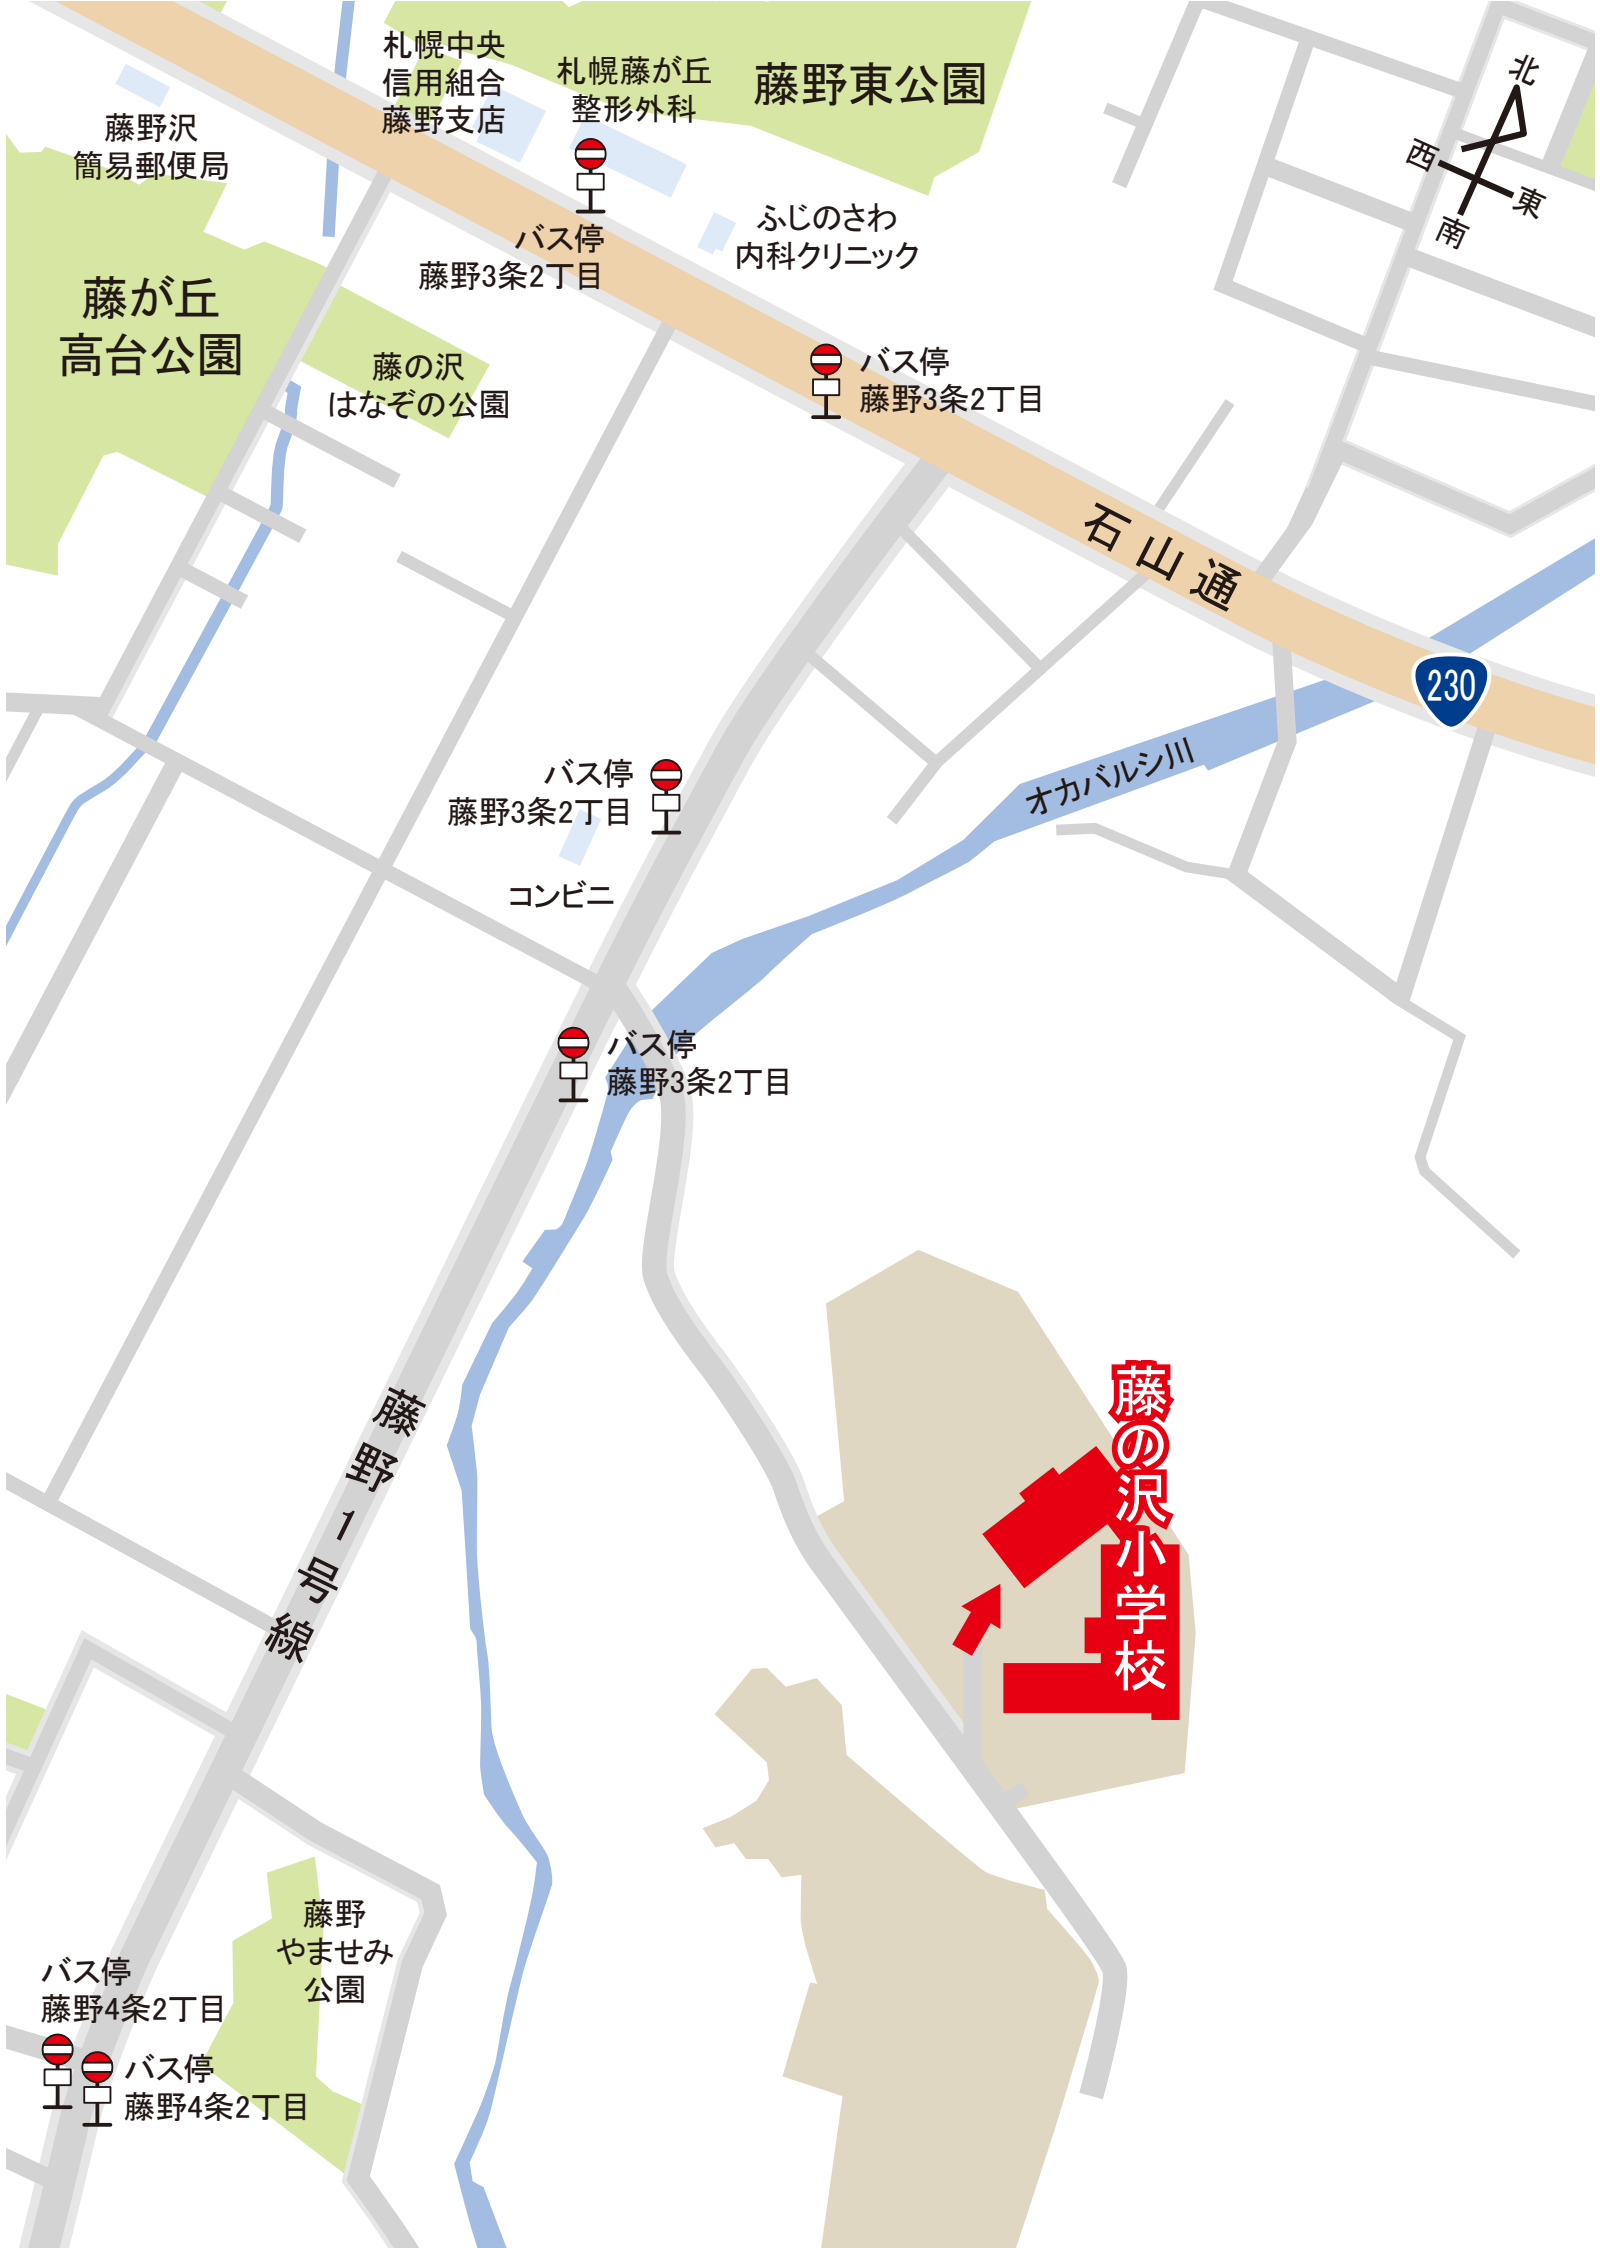 札幌中央
信用組合
藤野支店
札幌藤が丘
整形外科
藤野東公園
北
西
東
南
藤野沢
簡易郵便局
バス停
藤野3条2丁目
ふじのさわ
内科クリニック
藤が丘
高台公園
藤の沢
はなぞの公園
バス停
藤野3条2丁目
石山通
230
オカバルシ川
バス停
藤野3条2丁目
コンビニ
バス停
藤野3条2丁目
藤野1号線
藤の沢小学校
藤野
やませみ
公園
バス停
藤野4条2丁目
バス停
藤野4条2丁目